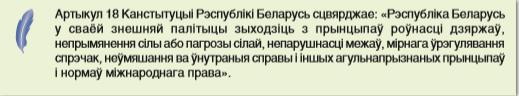 Артыкул 18 Канстытуцыі Рэспублікі Беларусь сцвярджае: «Рэспубліка Беларусь
у сваёй знешняй палітыцы зыходзіць з прынцыпаў роўнасці дзяржаў,
непрымянення сілы або пагрозы сілай, непарушнасці межаў, мірнага ўрэгулявання
спрэчак, неўмяшання ва ўнутраныя справы і іншых агульнапрызнаных прынцыпаў
і нормаў міжнароднага права».